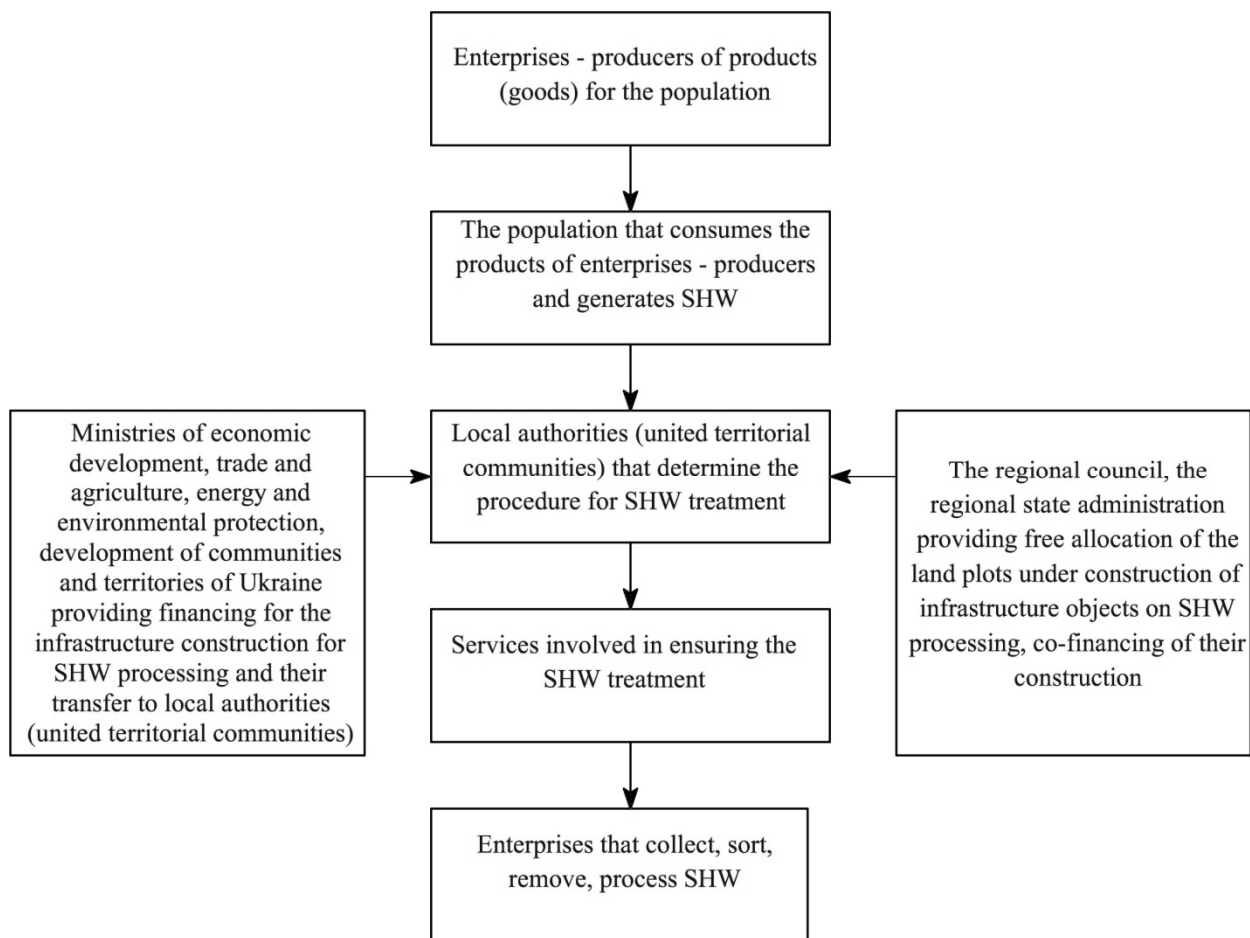 Enterprises - producers of products
(goods) for the population
The population that consumes the
products of enterprises - producers
and generates SHW
Ministries of economic
development, trade and
agriculture, energy and
environmental protection,
development of communities
and territories of Ukraine
providing financing for the
infrastructure construction for
SHW processing and their
transfer to local authorities
(united territorial communities)
Local authorities (united territorial
communities) that determine the
procedure for SHW treatment
The regional council, the
regional state administration
providing free allocation of the
land plots under construction of
infrastructure objects on SHW
processing, co-financing of their
construction
Services involved in ensuring the
SHW treatment
Enterprises that collect, sort,
remove, process SHW